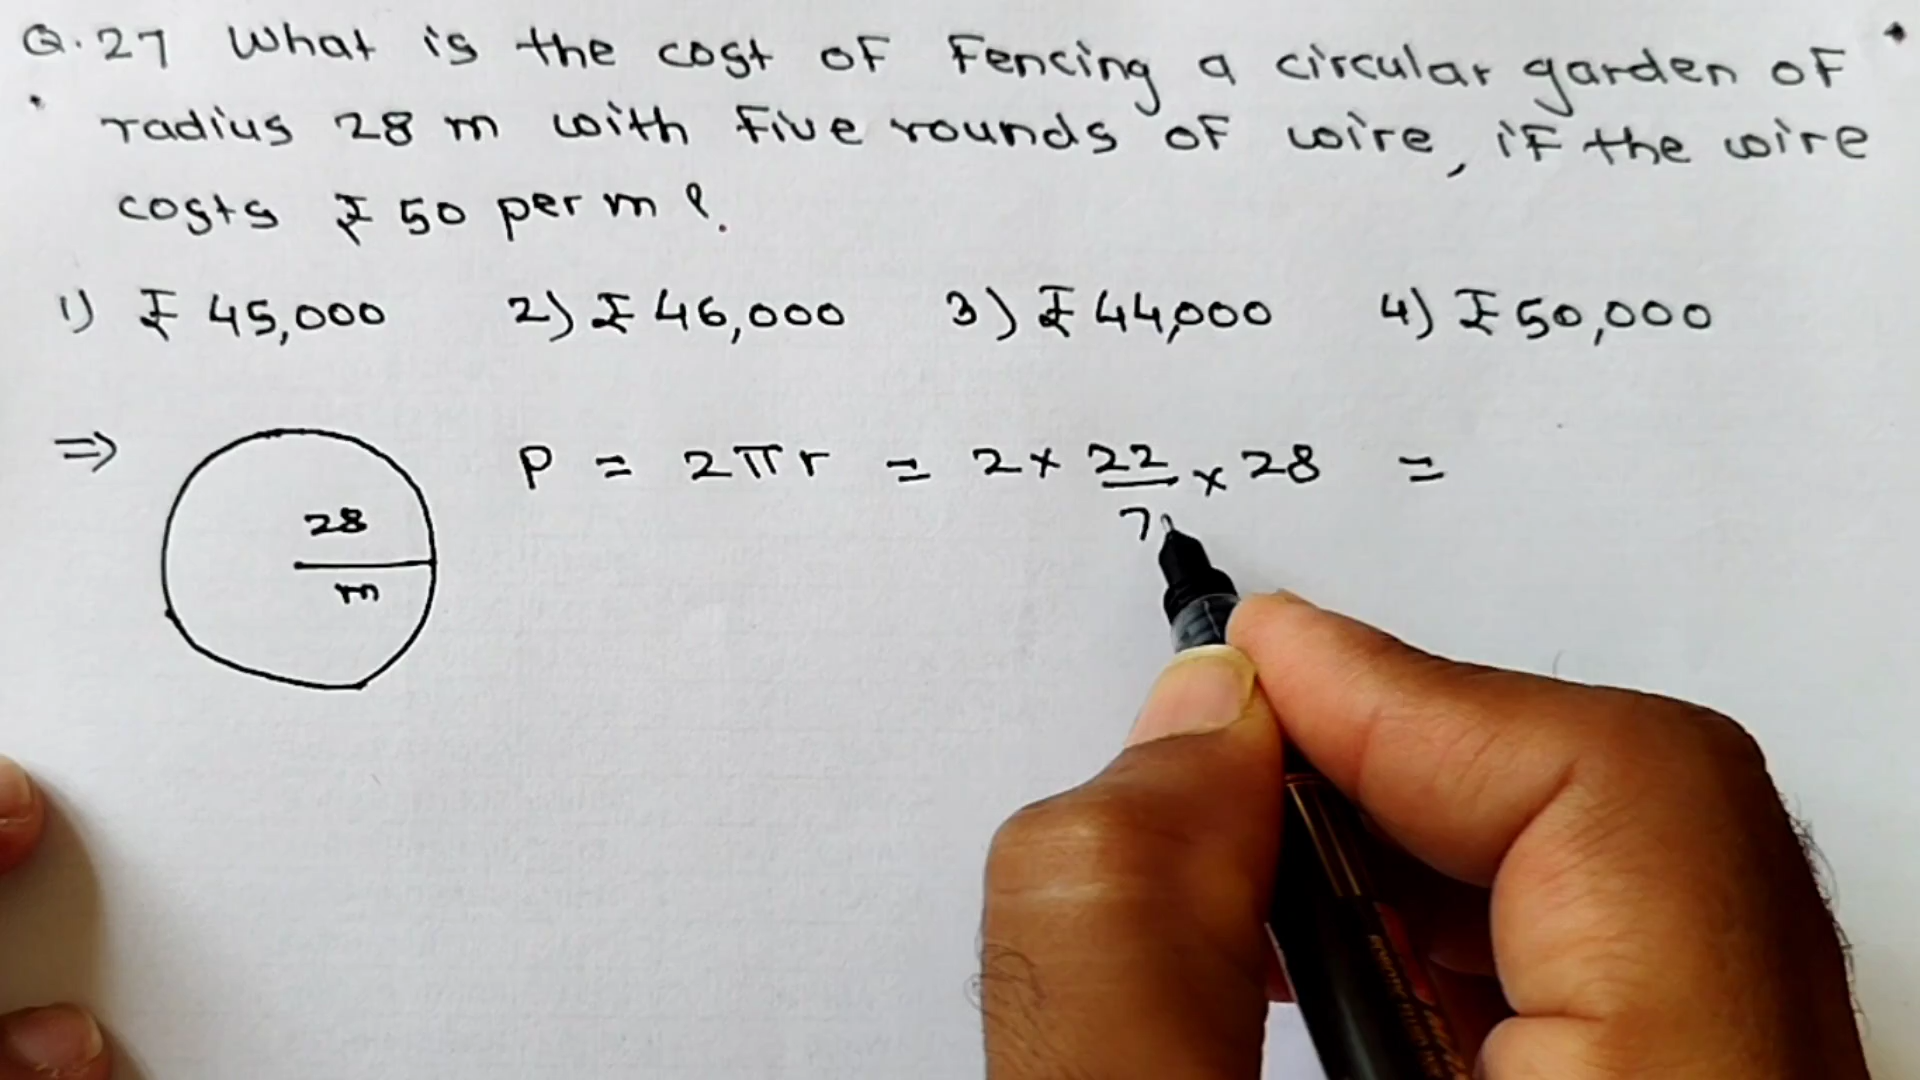 Q.27 What is the cost of Fencing a circular garden of
radius 28 m with Five rounds of wire, if the wire
costs ₹ 50 per m?
1) ₹ 45,000 2) ₹ 46,000 3) ₹ 44,000 4) ₹ 50,000
⇒ P = 2πr = 2 × 22/7 × 28 =
28
m